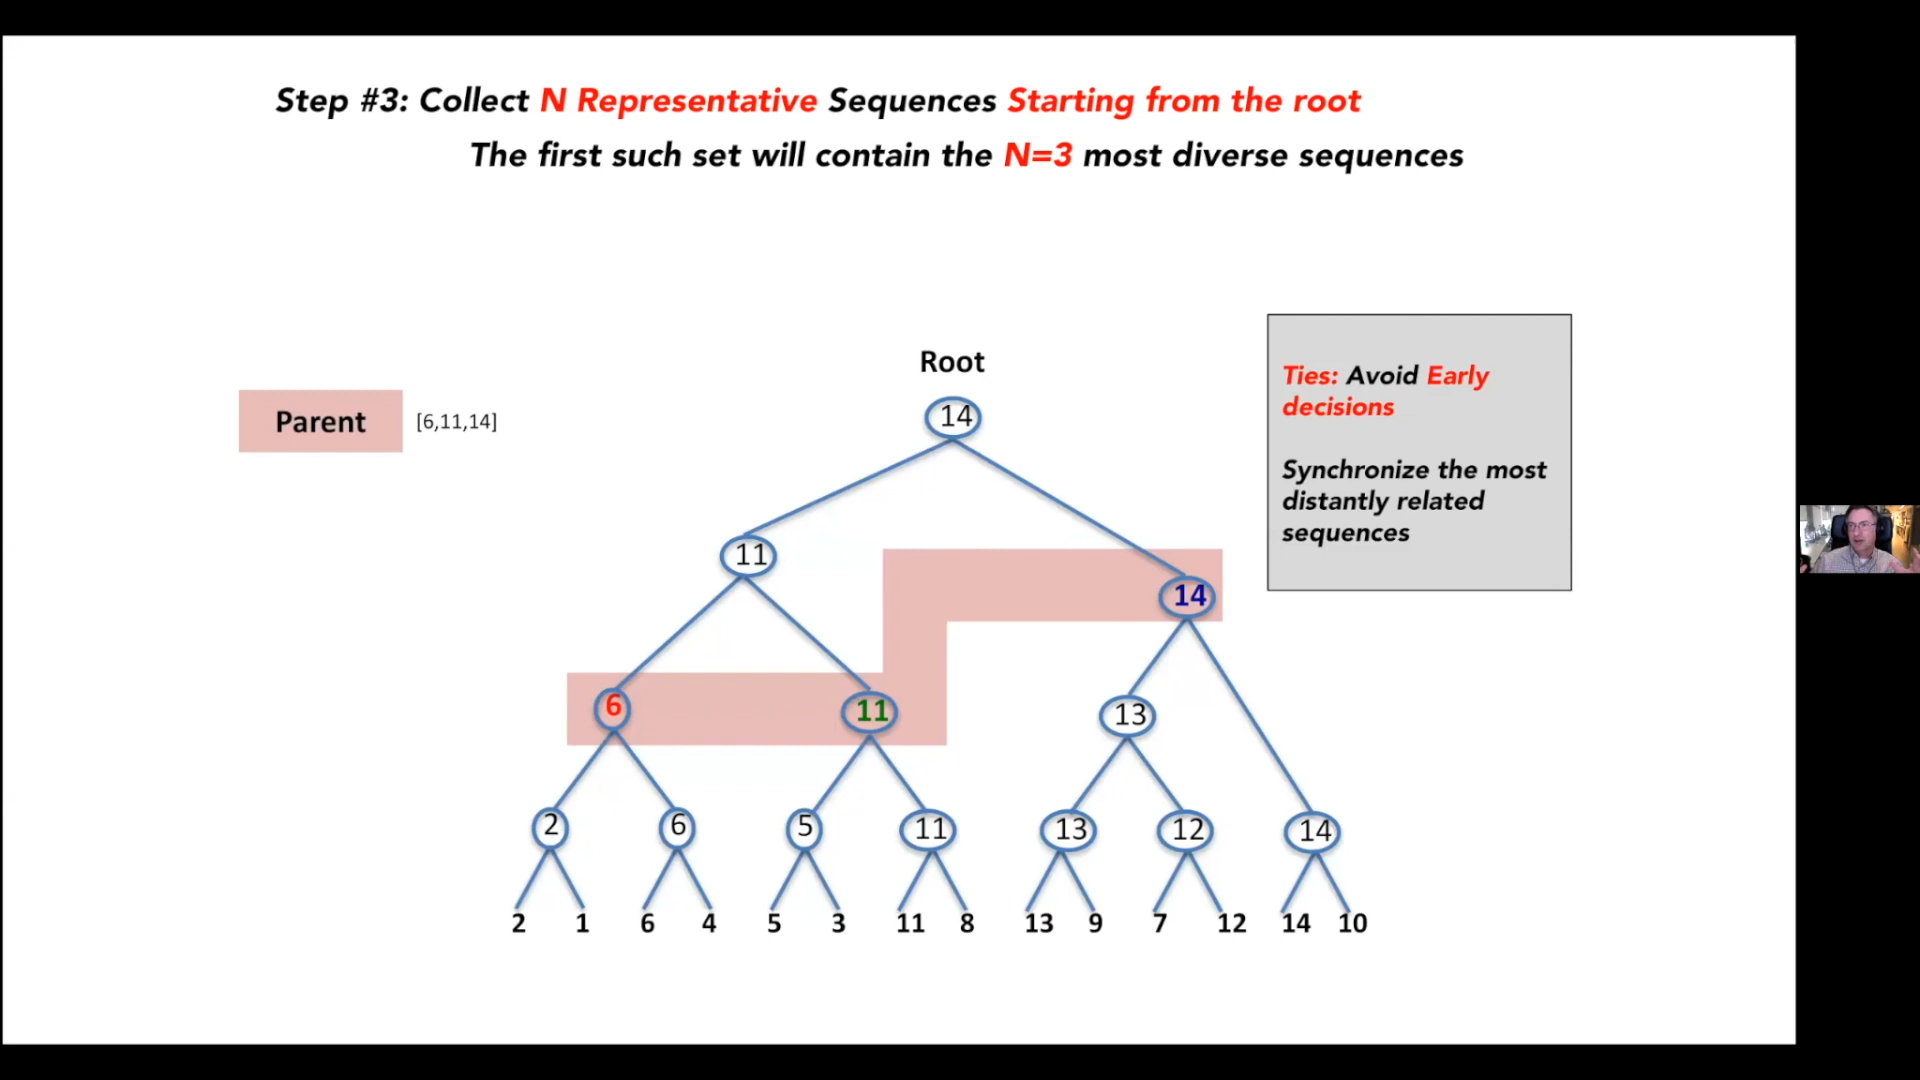 Step #3: Collect N Representative Sequences Starting from the root
The first such set will contain the N=3 most diverse sequences
Root
Ties: Avoid Early
decisions
Synchronize the most
distantly related
sequences
Parent [6,11,14]
14
11
14
6 11 13
2 6 5 11 13 12 14
2 1 6 4 5 3 11 8 13 9 7 12 14 10